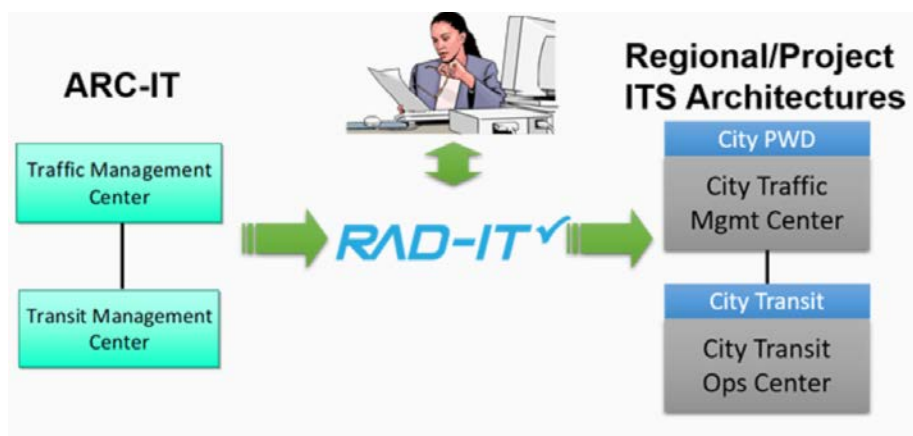 ARC-IT
Traffic Management
Center
Transit Management
Center
RAD-IT
Regional/Project
ITS Architectures
City PWD
City Traffic
Mgmt Center
City Transit
City Transit
Ops Center